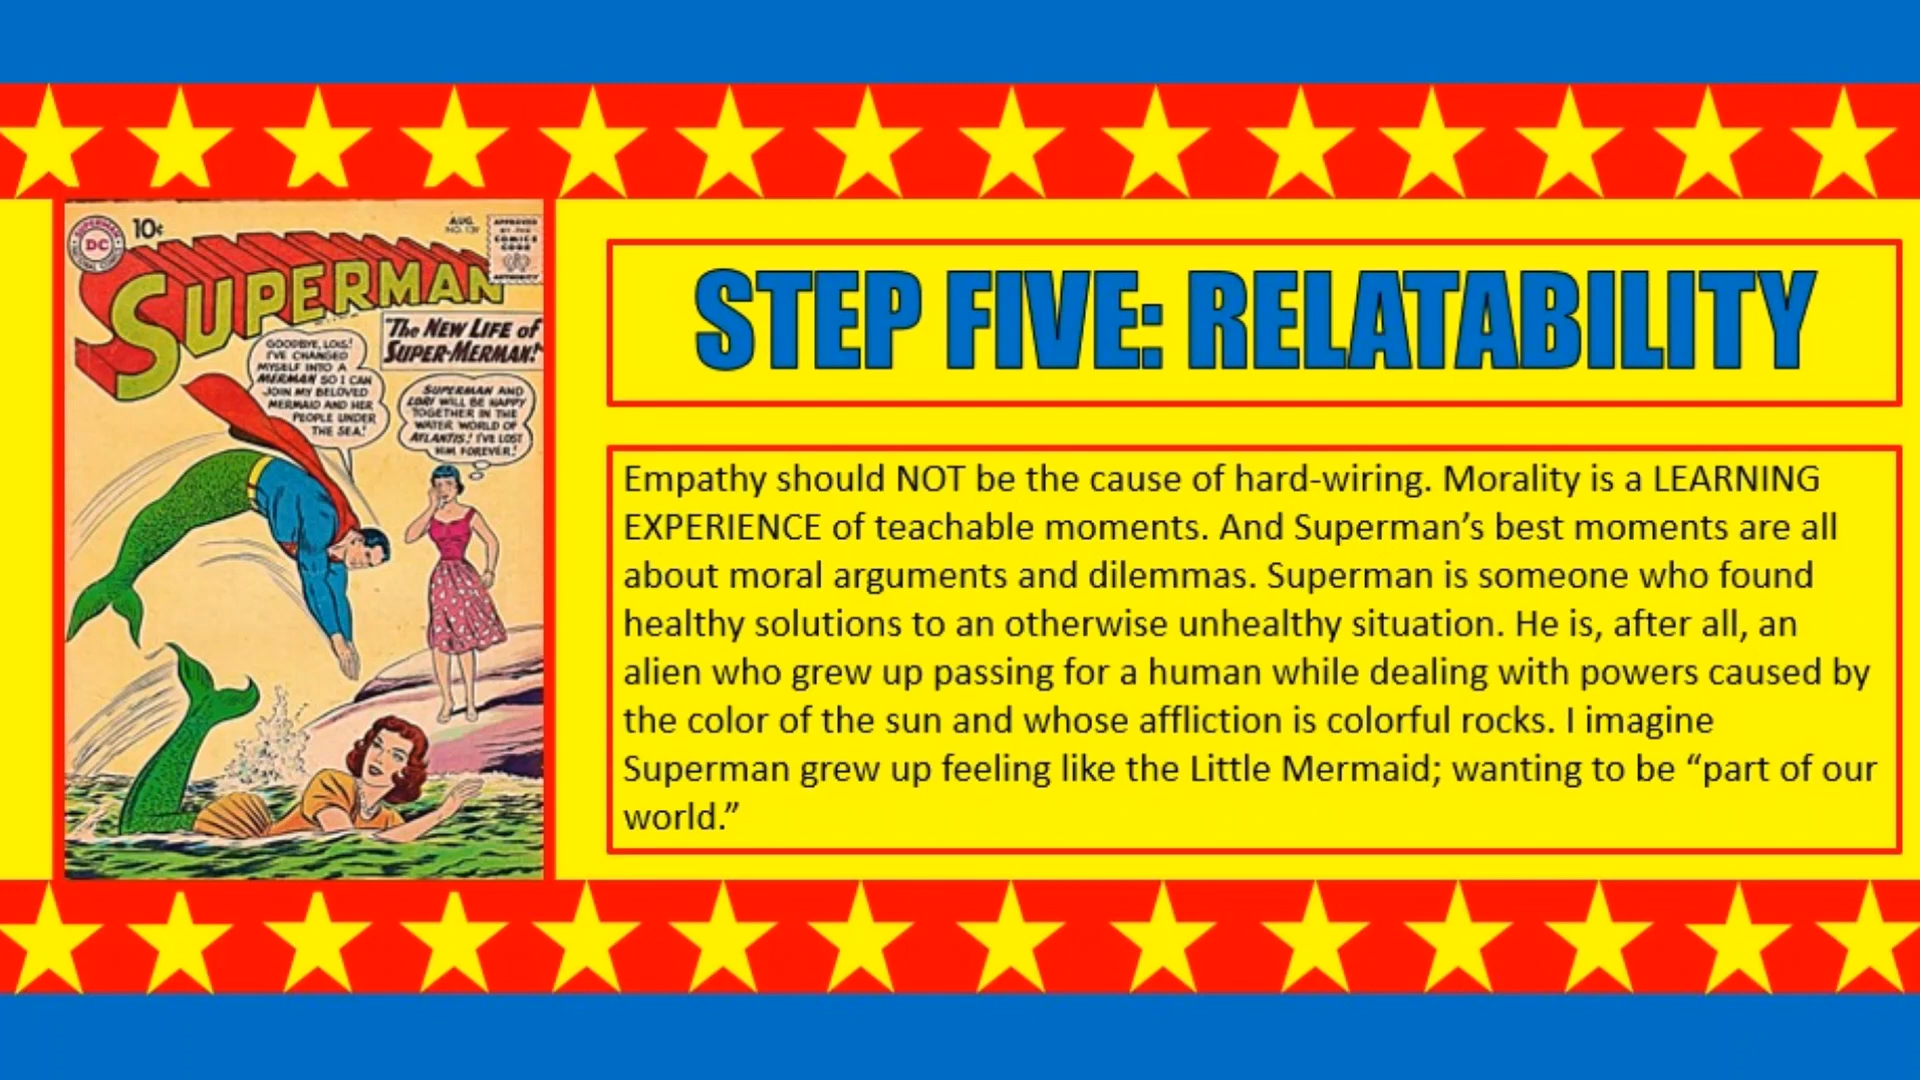 10¢
AUG.
NO. 139
APPROVED
BY THE
COMICS
CODE
AUTHORITY
DC
SUPERMAN
"The NEW LIFE of
SUPER-MERMAN!"
GOODBYE, LOIS!
I'VE CHANGED
MYSELF INTO A
MERMAN SO I CAN
JOIN MY BELOVED
MERMAID AND HER
PEOPLE UNDER
THE SEA!
SUPERMAN AND
LORI WILL BE HAPPY
TOGETHER IN THE
WATER WORLD OF
ATLANTIS! I'VE LOST
HIM FOREVER!
STEP FIVE: RELATABILITY
Empathy should NOT be the cause of hard-wiring. Morality is a LEARNING
EXPERIENCE of teachable moments. And Superman’s best moments are all
about moral arguments and dilemmas. Superman is someone who found
healthy solutions to an otherwise unhealthy situation. He is, after all, an
alien who grew up passing for a human while dealing with powers caused by
the color of the sun and whose affliction is colorful rocks. I imagine
Superman grew up feeling like the Little Mermaid; wanting to be “part of our
world.”